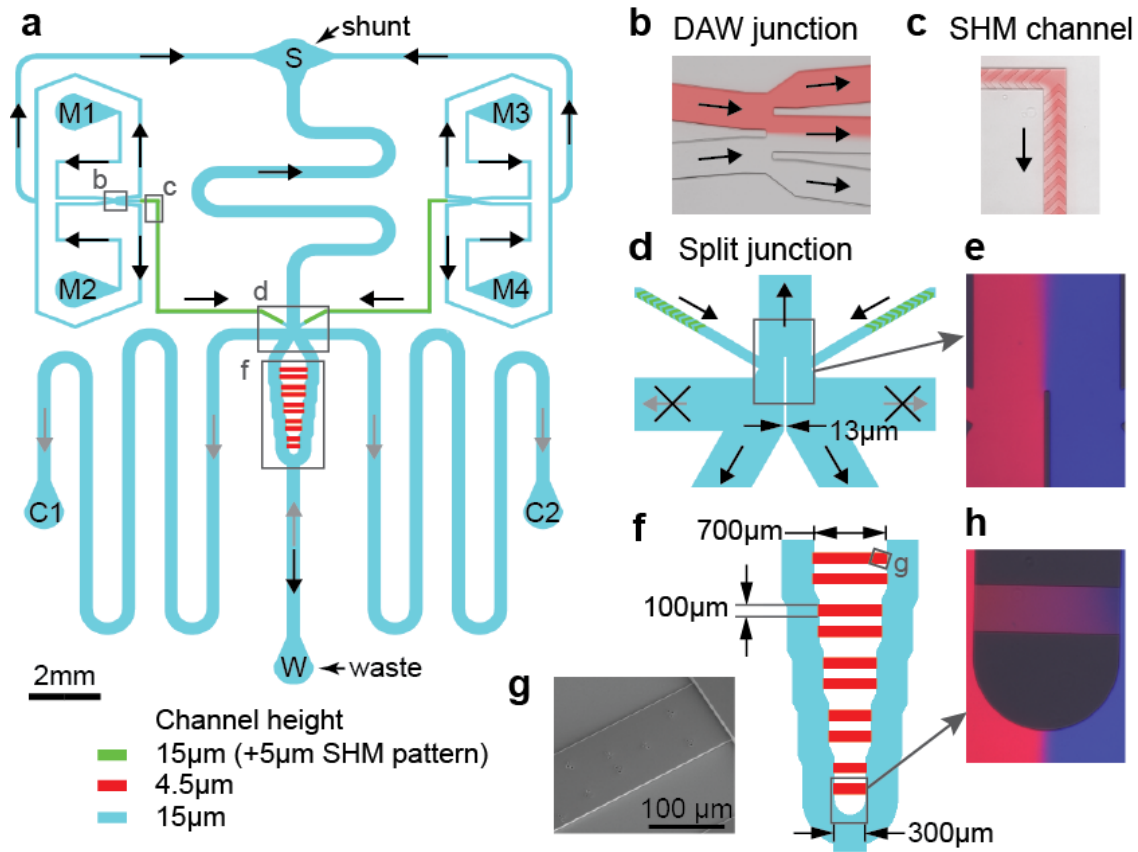 a
shunt
S
M1
M3
b
c
M2
M4
d
f
C1
C2
W
waste
2mm
Channel height
15μm (+5μm SHM pattern)
4.5μm
15μm
b DAW junction
c SHM channel
d Split junction
e
13μm
f
700μm
g
100μm
300μm
g
100 μm
h